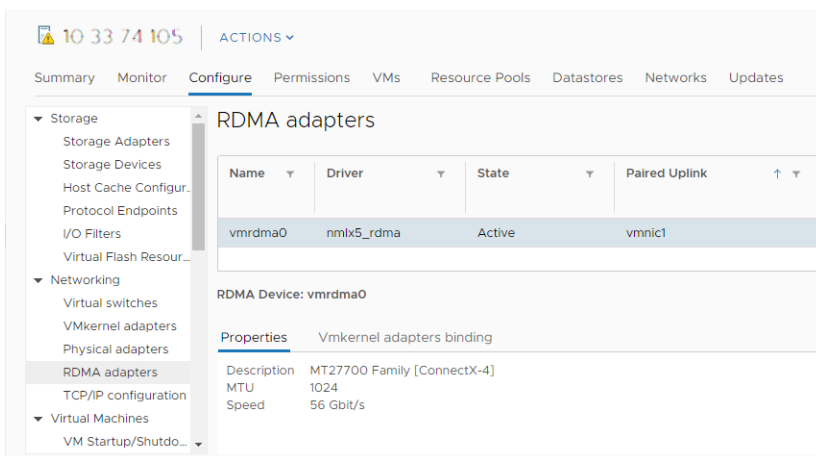 10 33 74 105 ACTIONS
Summary Monitor Configure Permissions VMs Resource Pools Datastores Networks Updates
Storage
Storage Adapters
Storage Devices
Host Cache Configur..
Protocol Endpoints
I/O Filters
Virtual Flash Resour...
Networking
Virtual switches
VMkernel adapters
Physical adapters
RDMA adapters
TCP/IP configuration
Virtual Machines
VM Startup/Shutdo...
RDMA adapters
Name Driver State Paired Uplink
vmrdma0 nmlx5_rdma Active vmnic1
RDMA Device: vmrdma0
Properties Vmkernel adapters binding
Description MT27700 Family [ConnectX-4]
MTU 1024
Speed 56 Gbit/s